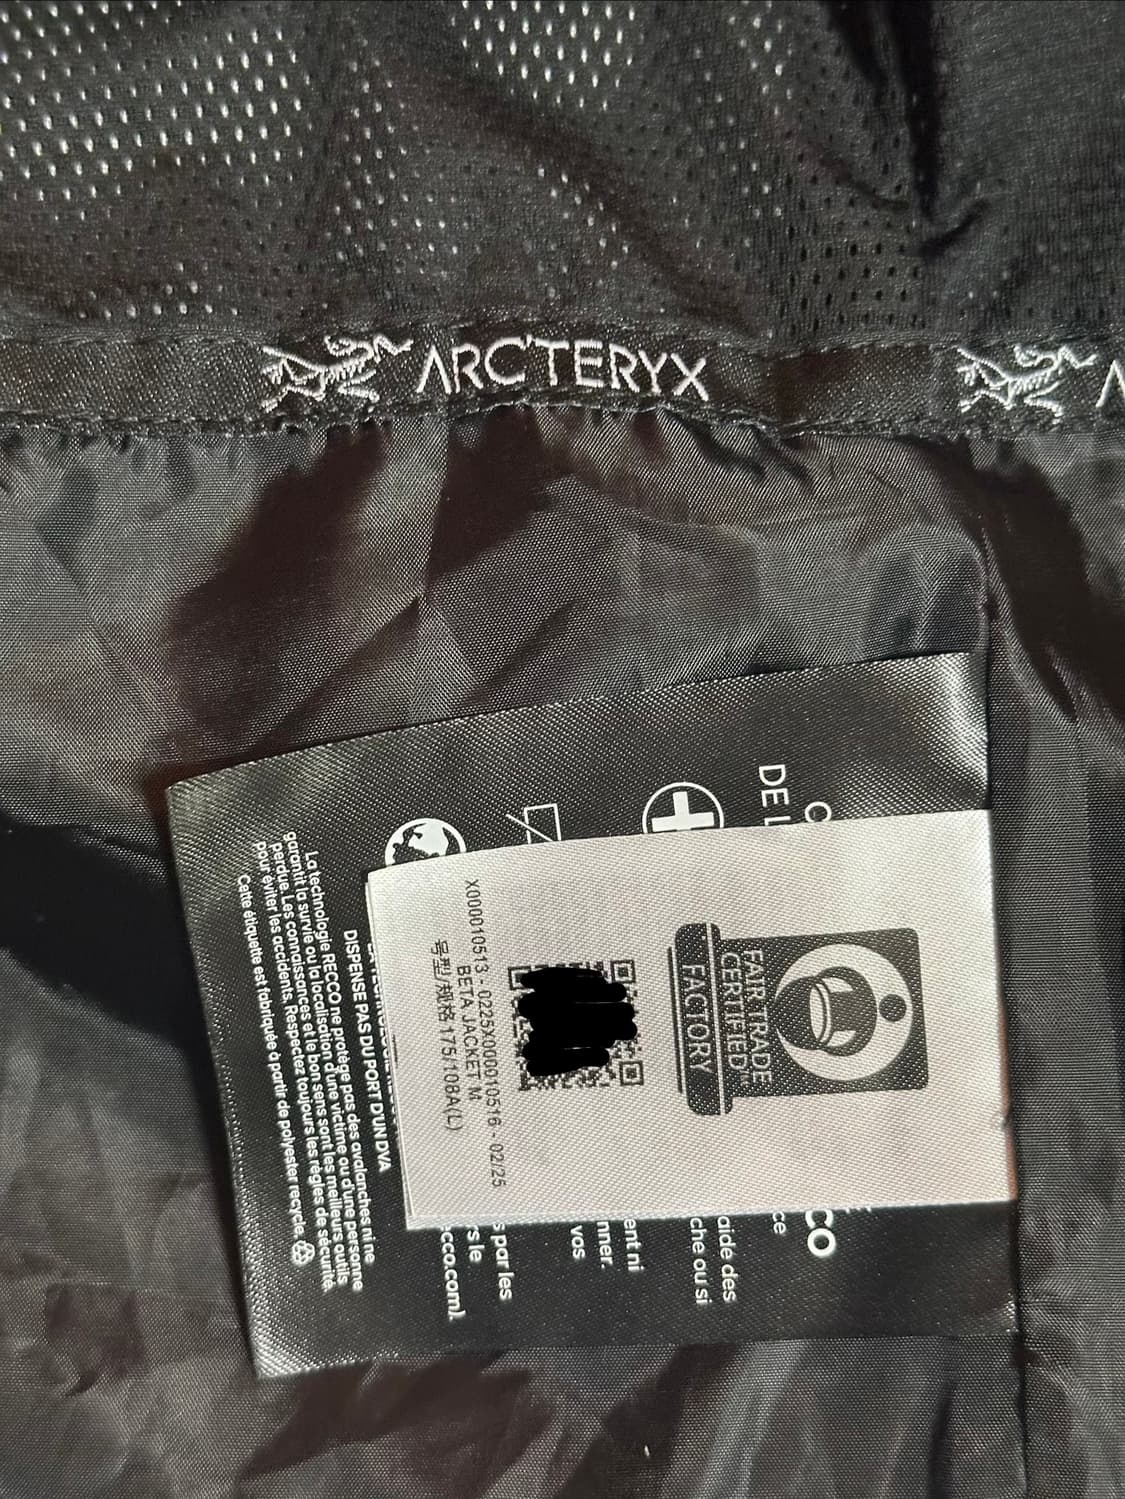 ARC'TERYX
FAIR TRADE
CERTIFIED™
FACTORY
X000010513 - 0225X000010516 - 02/25
BETA JACKET M
号型/规格 175/108A(L)
DE L
CO
ce
aidé des
che ou si
ent ni
nner.
vos
s par les
s le
cco.com).
DISPENSE PAS DU PORT D'UN DVA
La technologie RECCO ne protège pas des avalanches ni ne
garantit la survie ou la localisation d'une victime ou d'une personne
perdue. Les connaissances et le bon sens sont les meilleurs outils
pour éviter les accidents. Respectez toujours les règles de sécurité.
Cette étiquette est fabriquée à partir de polyester recyclé.